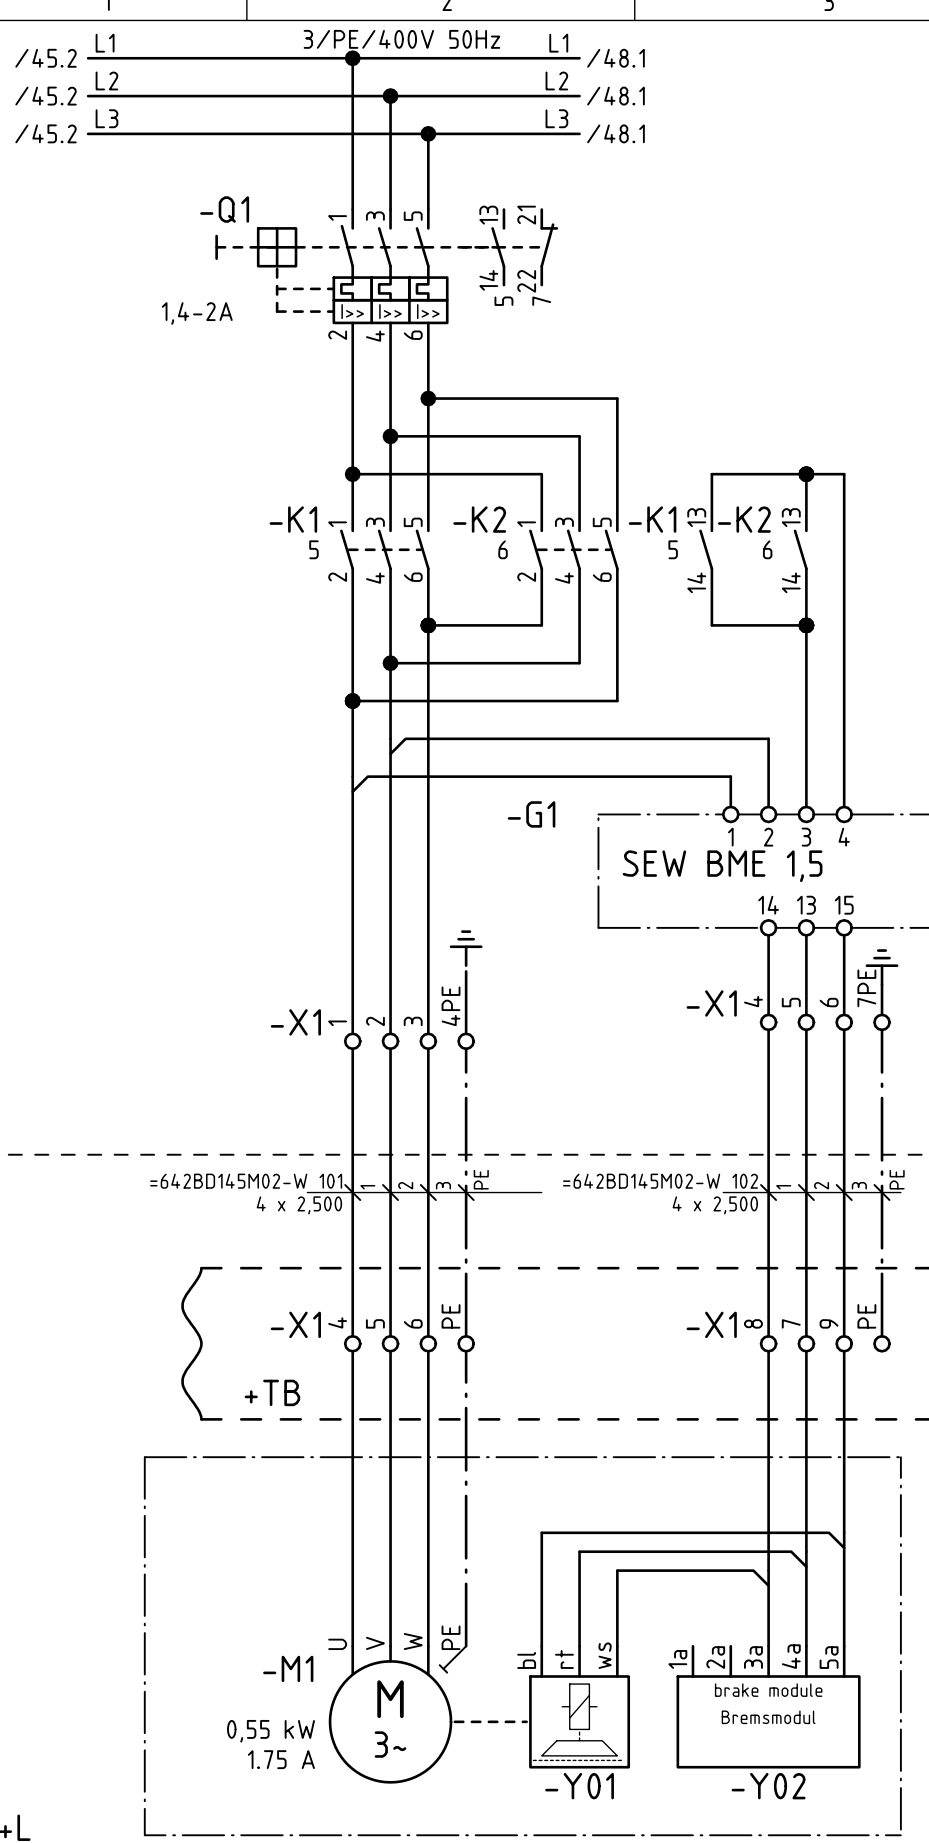 1 2 3
L1 3/PE/400V 50Hz L1
/45.2 /48.1
L2 L2
/45.2 /48.1
L3 L3
/45.2 /48.1
-Q1 1 3 5 13 21
14 22
5 7
1,4-2A I>> I>> I>>
2 4 6
-K1 1 3 5 -K2 1 3 5 -K1 13 -K2 13
5 6 5 6
2 4 6 2 4 6 14 14
-G1
1 2 3 4
SEW BME 1,5
14 13 15
-X1 1 2 3 4PE
-X1 4 5 6 7PE
=642BD145M02-W 101 1 2 3 PE
4 x 2,500
=642BD145M02-W 102 1 2 3 PE
4 x 2,500
-X1 4 5 6 PE
-X1 8 7 9 PE
+TB
U V W PE
bl rt ws
1a 2a 3a 4a 5a
-M1
M
3~
0,55 kW
1.75 A
brake module
Bremsmodul
-Y01
-Y02
+L